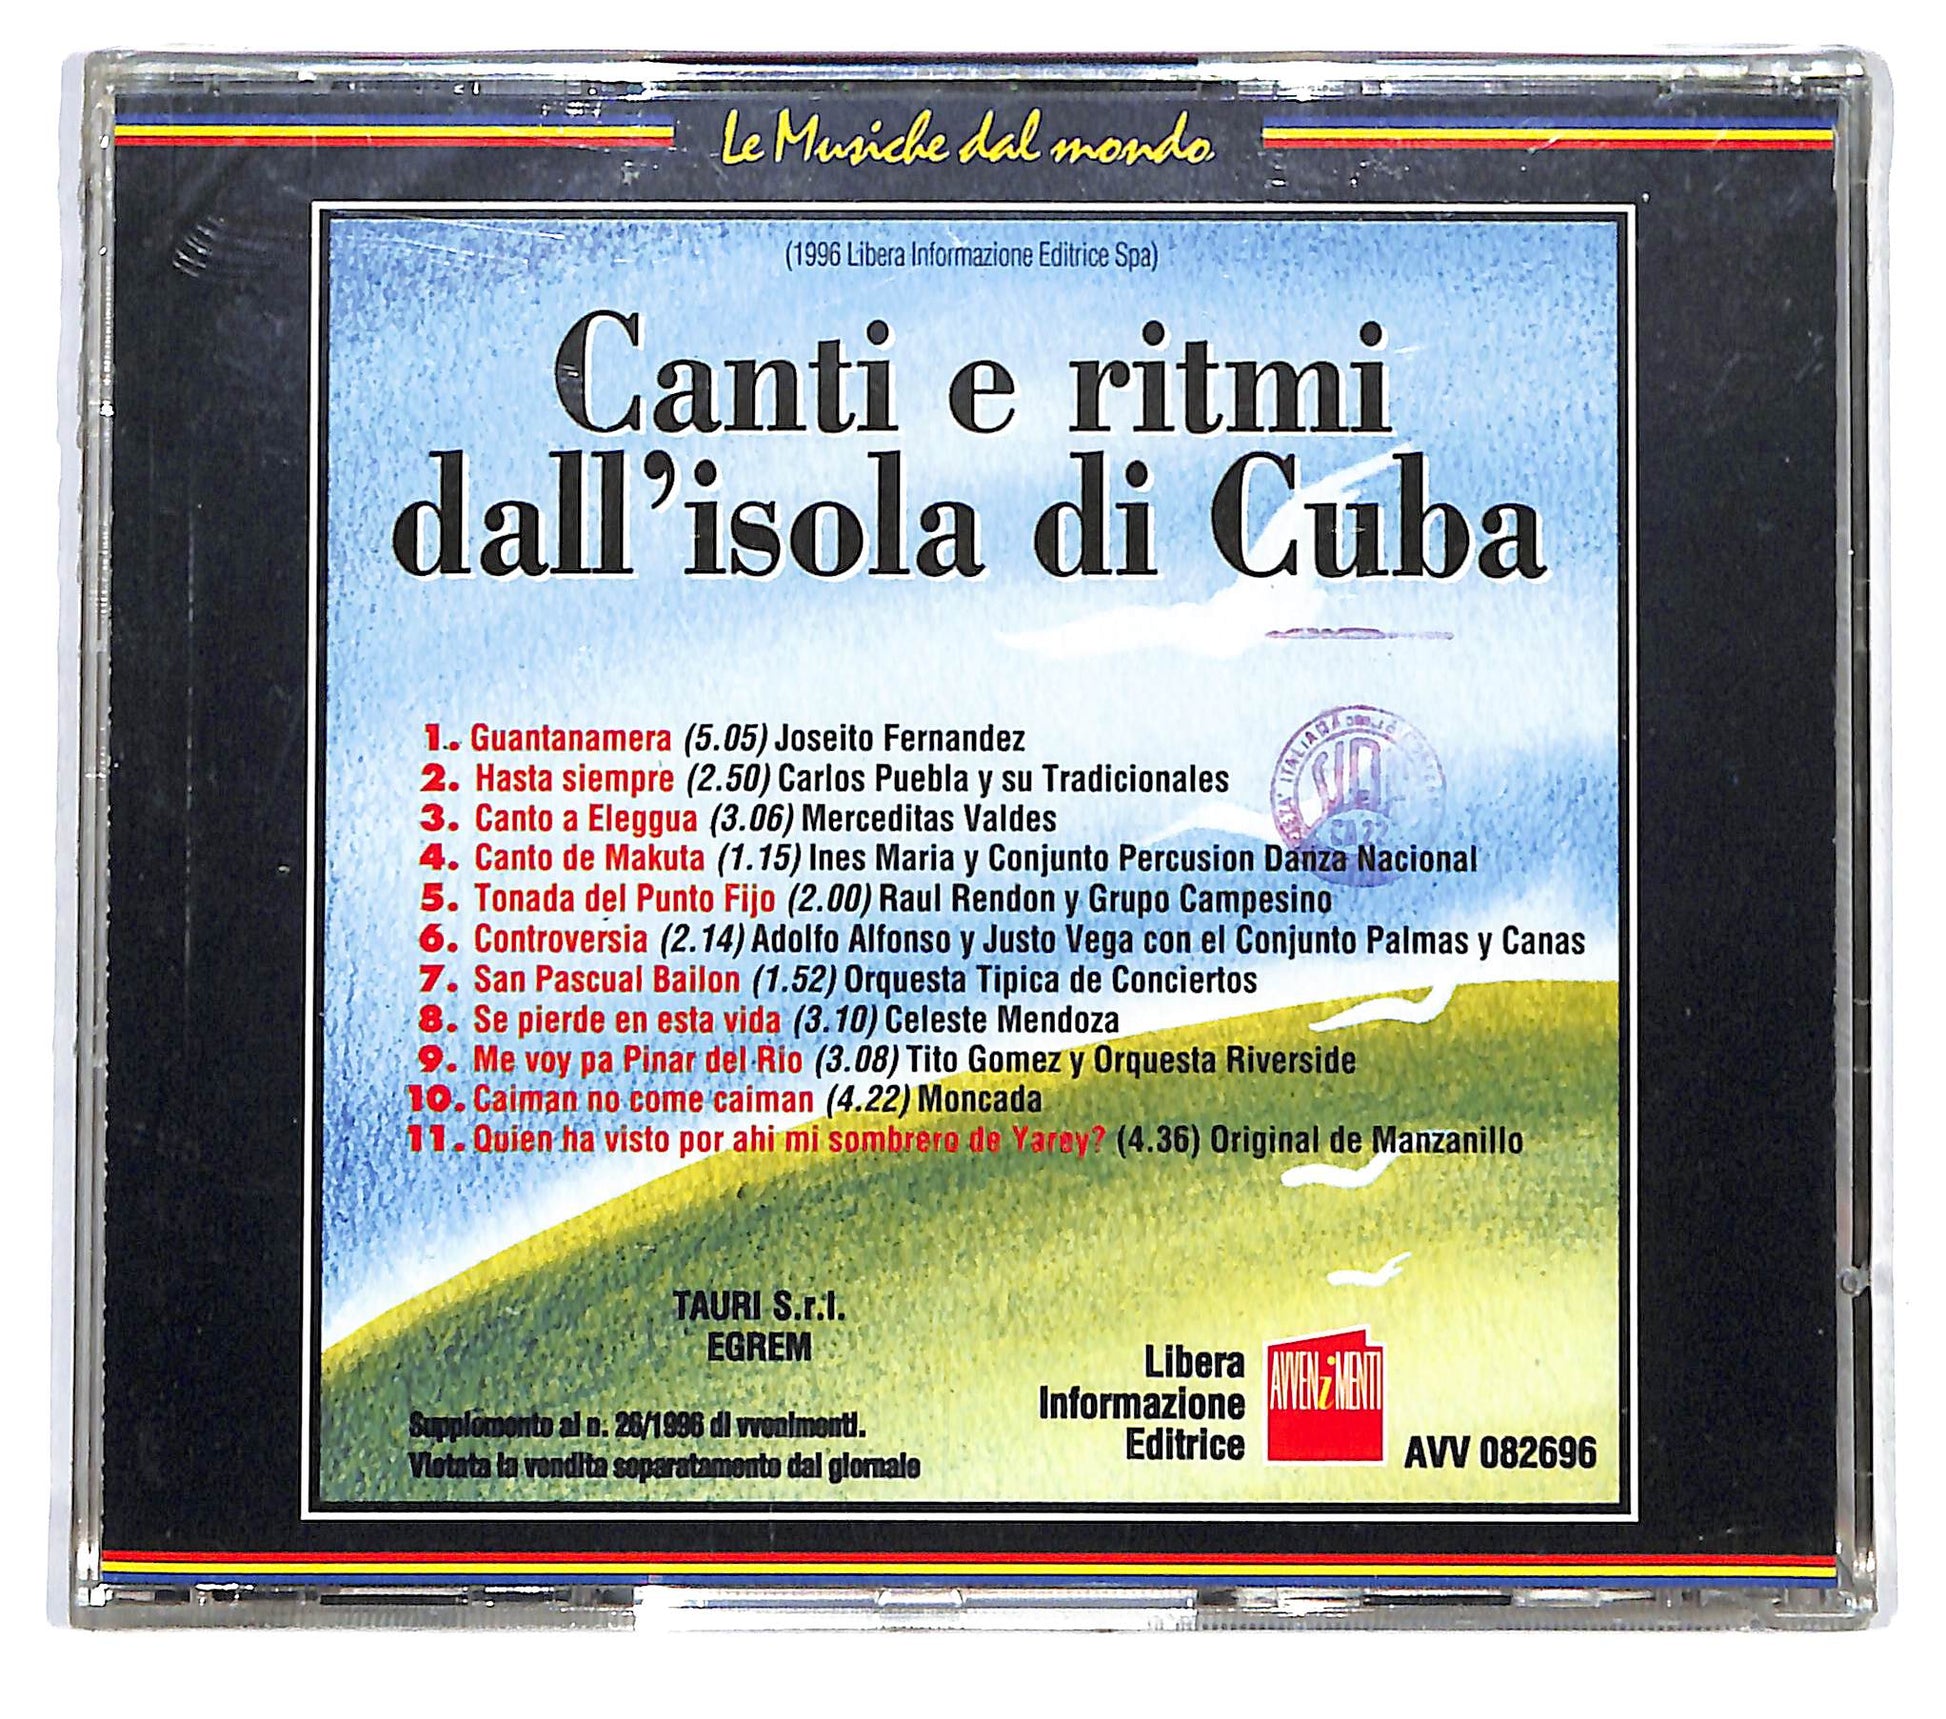 Le Musiche dal mondo
(1996 Libera Informazione Editrice Spa)
Canti e ritmi
dall'isola di Cuba
1. Guantanamera (5.05) Joseito Fernandez
2. Hasta siempre (2.50) Carlos Puebla y su Tradicionales
3. Canto a Eleggua (3.06) Merceditas Valdes
4. Canto de Makuta (1.15) Ines Maria y Conjunto Percusion Danza Nacional
5. Tonada del Punto Fijo (2.00) Raul Rendon y Grupo Campesino
6. Controversia (2.14) Adolfo Alfonso y Justo Vega con el Conjunto Palmas y Canas
7. San Pascual Bailon (1.52) Orquesta Tipica de Conciertos
8. Se pierde en esta vida (3.10) Celeste Mendoza
9. Me voy pa Pinar del Rio (3.08) Tito Gomez y Orquesta Riverside
10. Caiman no come caiman (4.22) Moncada
11. Quien ha visto por ahi mi sombrero de Yarey? (4.36) Original de Manzanillo
TAURI S.r.l.
EGREM
Supplemento al n. 26/1996 di vvenimenti.
Vietata la vendita separatamente dal giornale
Libera
Informazione
Editrice
AVVENiMENTI
AVV 082696